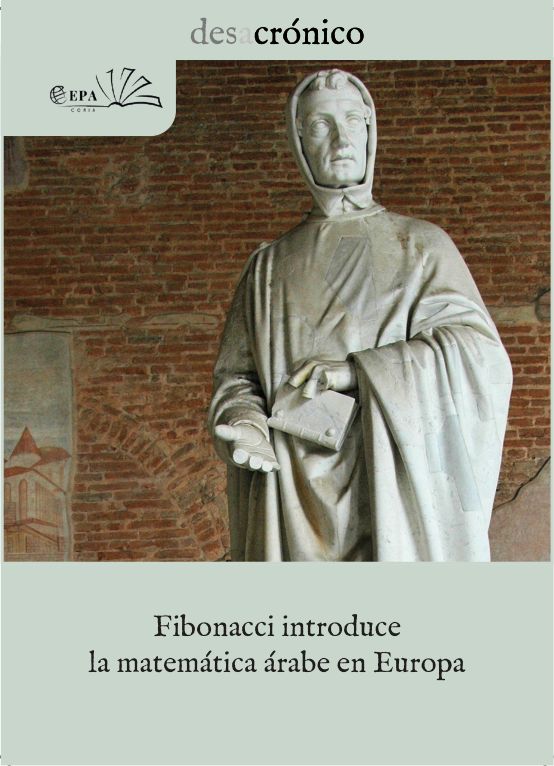 desacrónico
EPA
CORIA
Fibonacci introduce
la matemática árabe en Europa